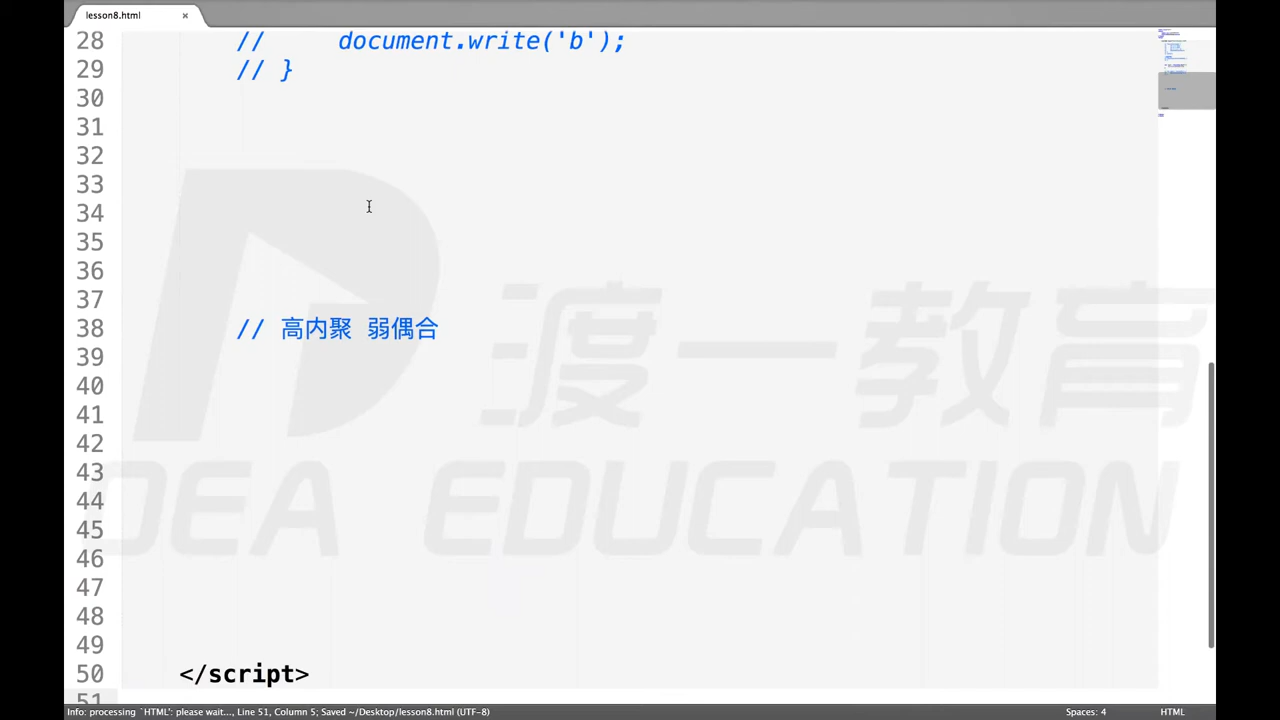 lesson8.html ×
28 // document.write('b');
29 // }
30
31
32
33
34
35
36
37
38 // 高内聚 弱偶合
39
40
41
42
43
44
45
46
47
48
49
50 </script>
51
渡一教育
DEA EDUCATION
Info: processing `HTML': please wait..., Line 51, Column 5; Saved ~/Desktop/lesson8.html (UTF-8) Spaces: 4 HTML